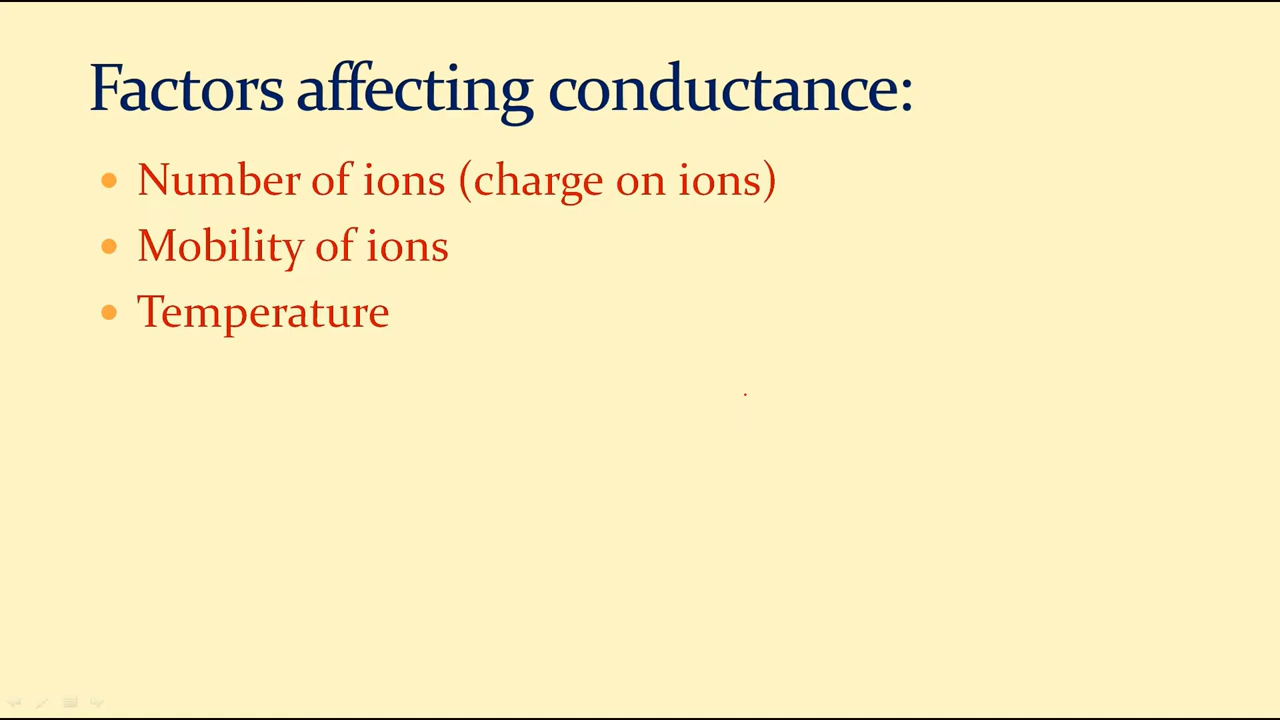 Factors affecting conductance:
Number of ions (charge on ions)
Mobility of ions
Temperature